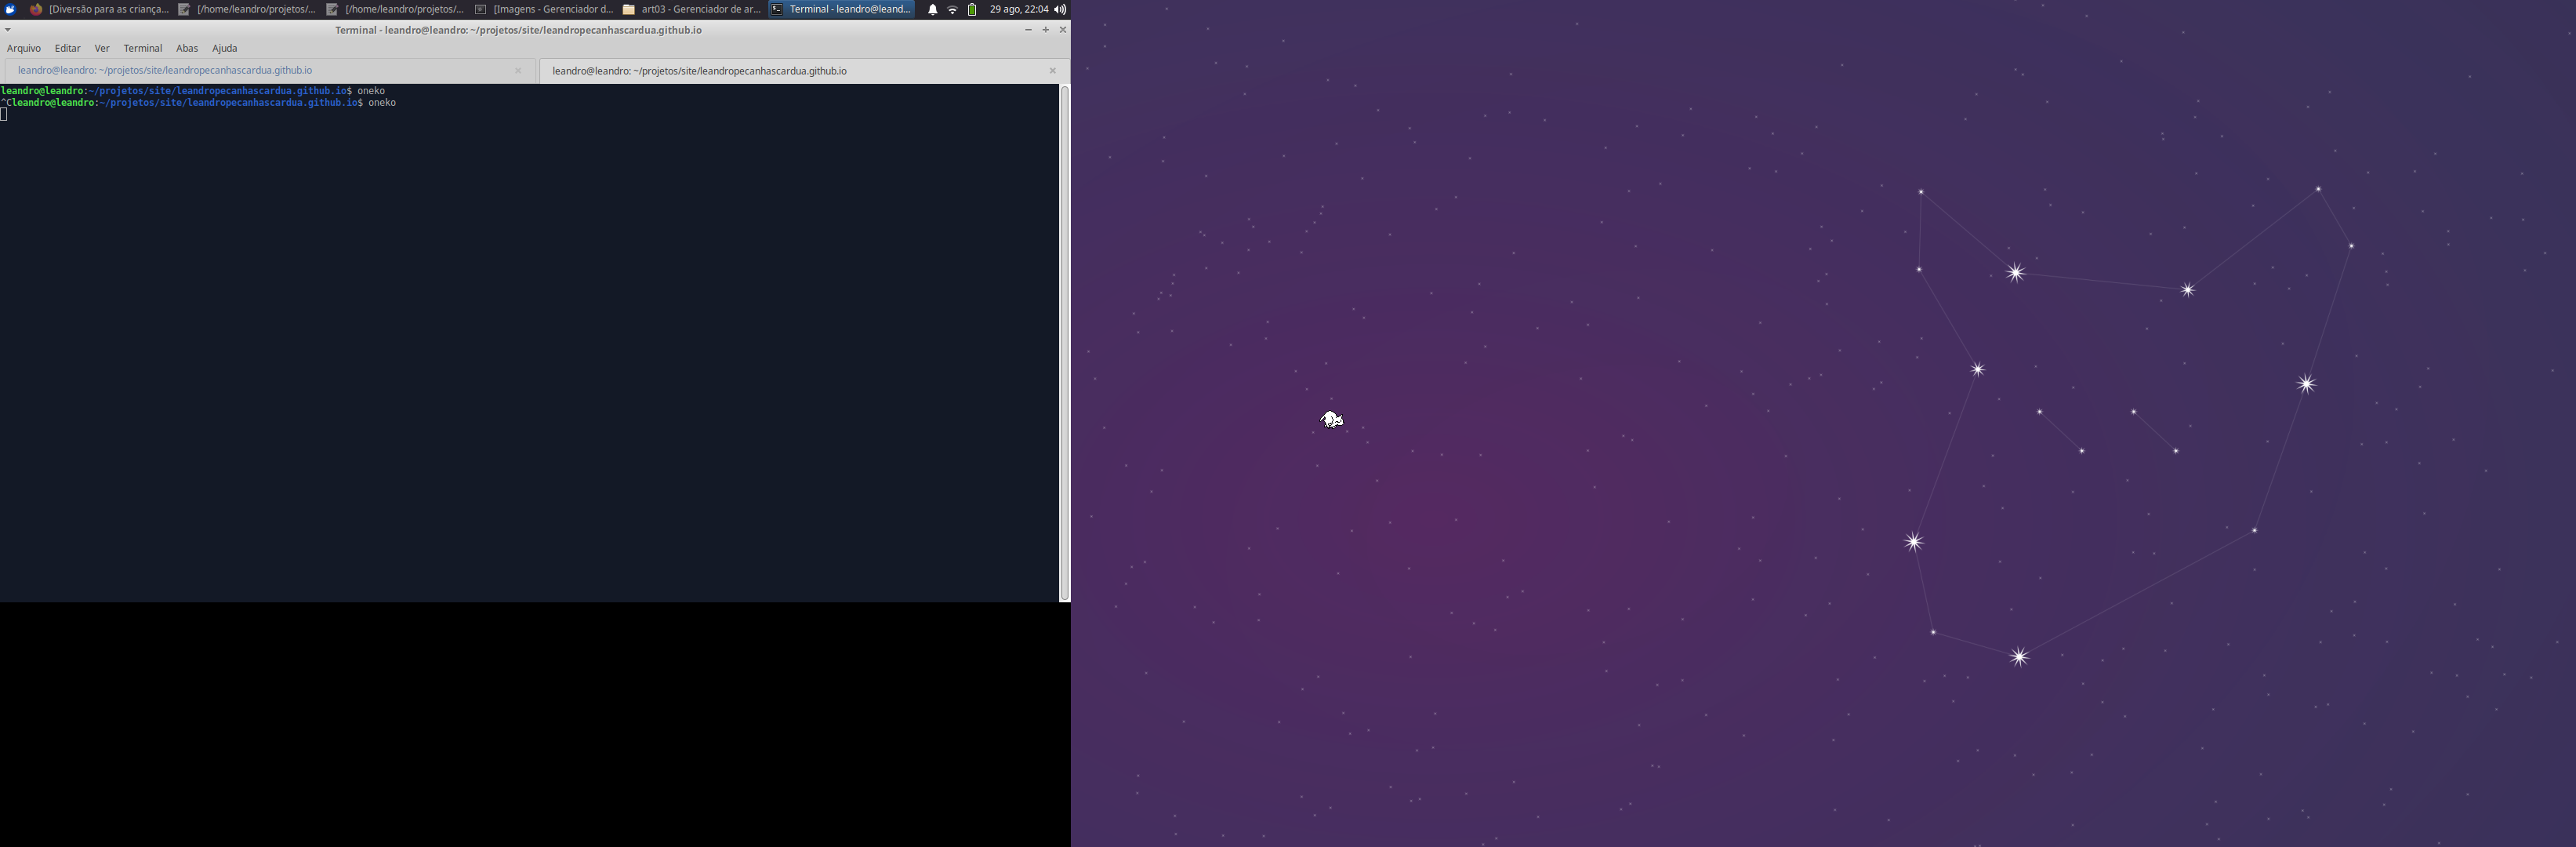 [Diversão para as criança...
[/home/leandro/projetos/...
[/home/leandro/projetos/...
[Imagens - Gerenciador d...
art03 - Gerenciador de ar...
Terminal - leandro@leand...
29 ago, 22:04
Terminal - leandro@leandro: ~/projetos/site/leandropecanhascardua.github.io
Arquivo Editar Ver Terminal Abas Ajuda
leandro@leandro: ~/projetos/site/leandropecanhascardua.github.io
leandro@leandro: ~/projetos/site/leandropecanhascardua.github.io
leandro@leandro:~/projetos/site/leandropecanhascardua.github.io$ oneko
^Cleandro@leandro:~/projetos/site/leandropecanhascardua.github.io$ oneko